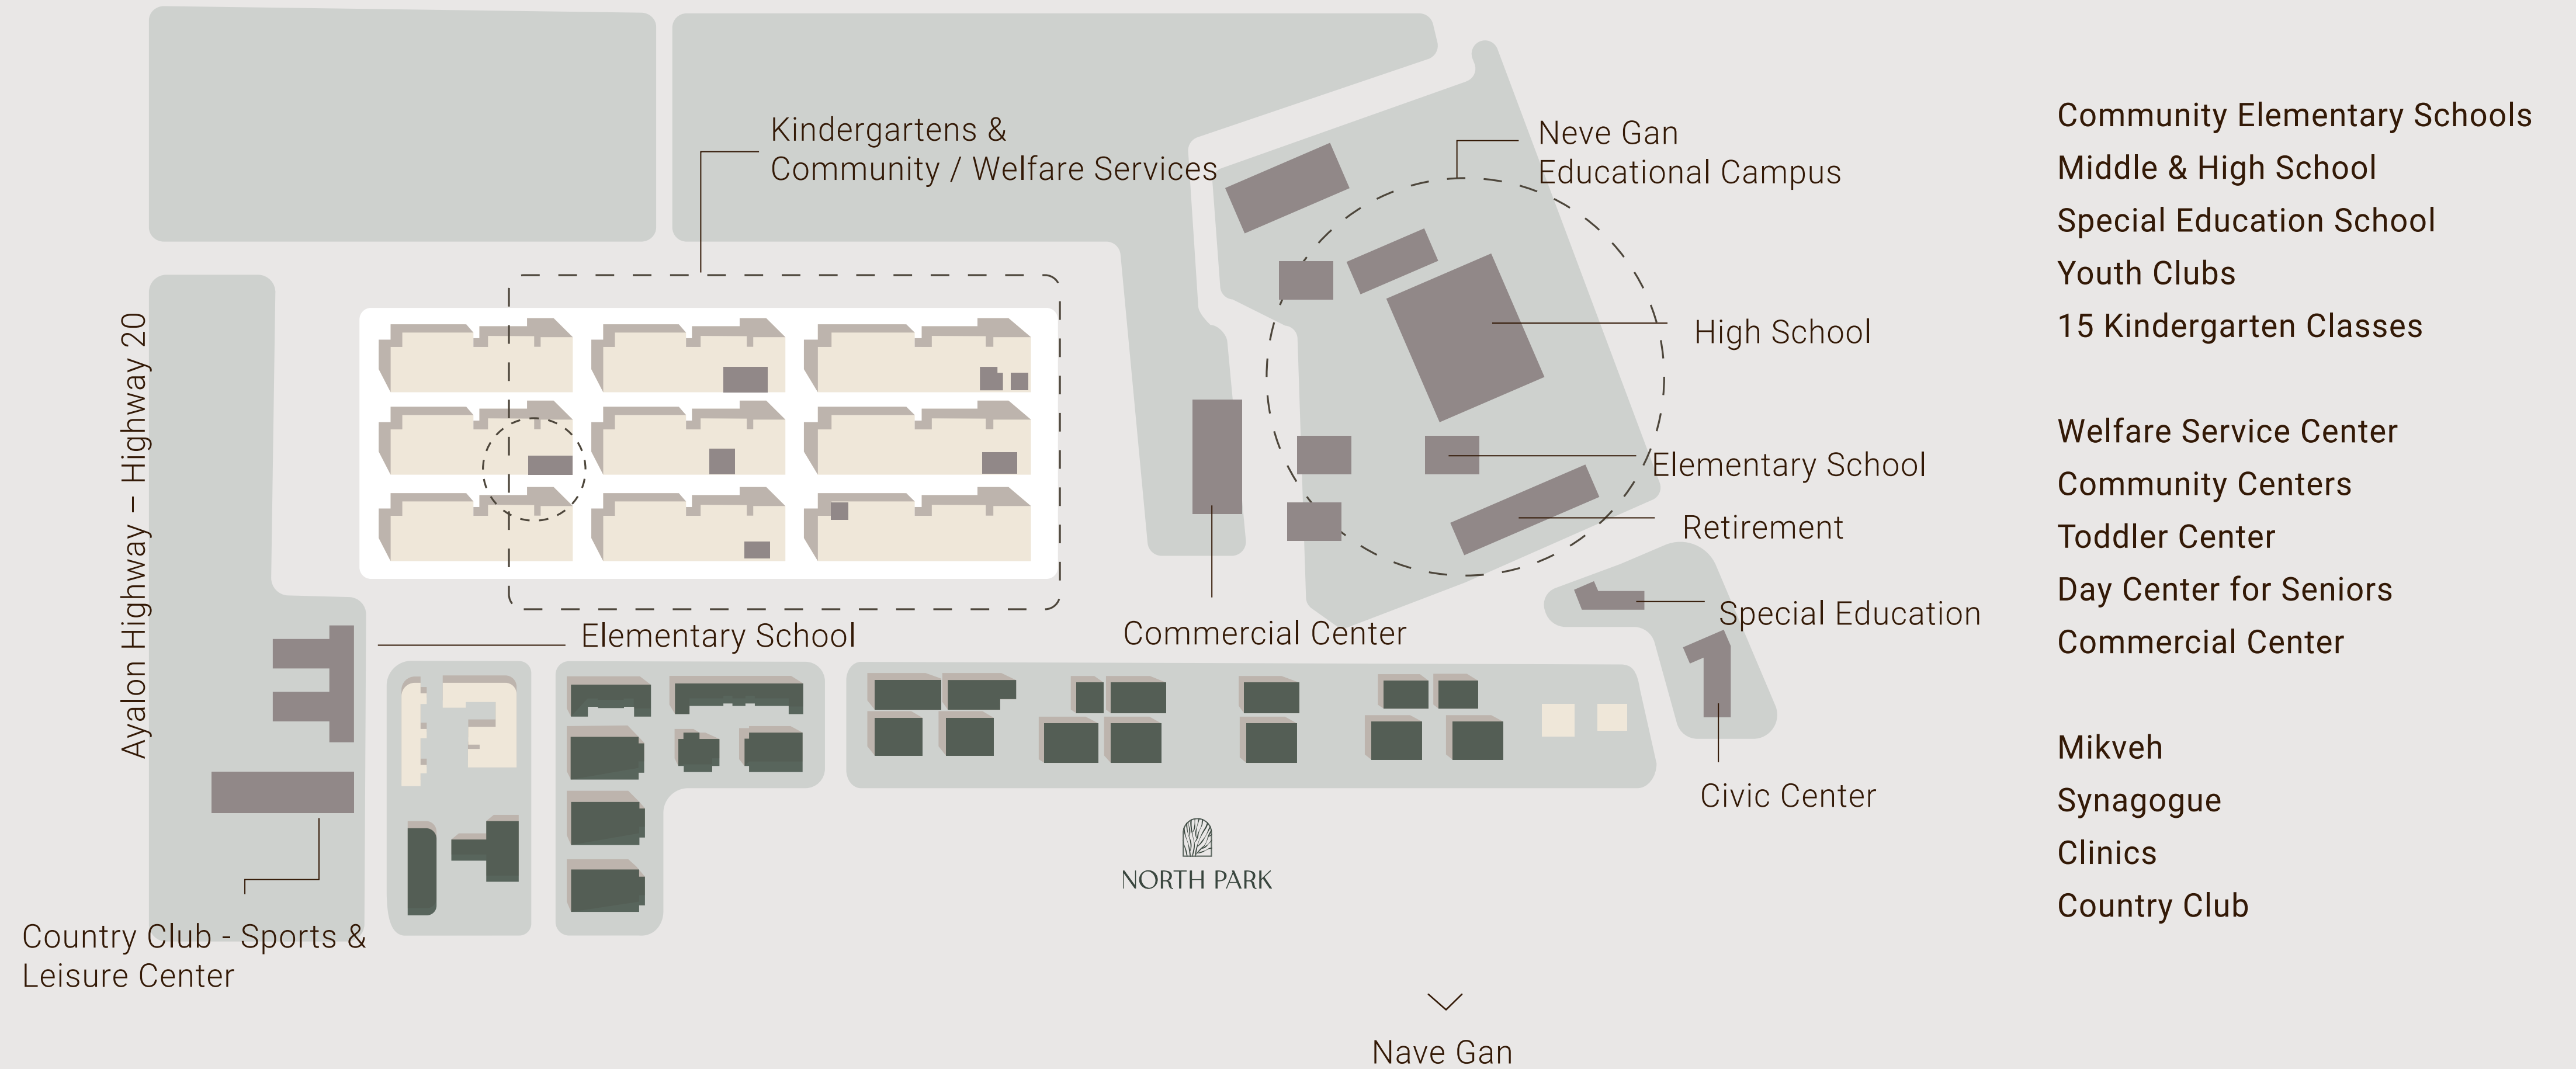 Kindergartens &
Community / Welfare Services
Neve Gan
Educational Campus
High School
Elementary School
Retirement
Special Education
Civic Center
Commercial Center
Elementary School
Ayalon Highway – Highway 20
Country Club - Sports &
Leisure Center
NORTH PARK
Nave Gan
Community Elementary Schools
Middle & High School
Special Education School
Youth Clubs
15 Kindergarten Classes
Welfare Service Center
Community Centers
Toddler Center
Day Center for Seniors
Commercial Center
Mikveh
Synagogue
Clinics
Country Club